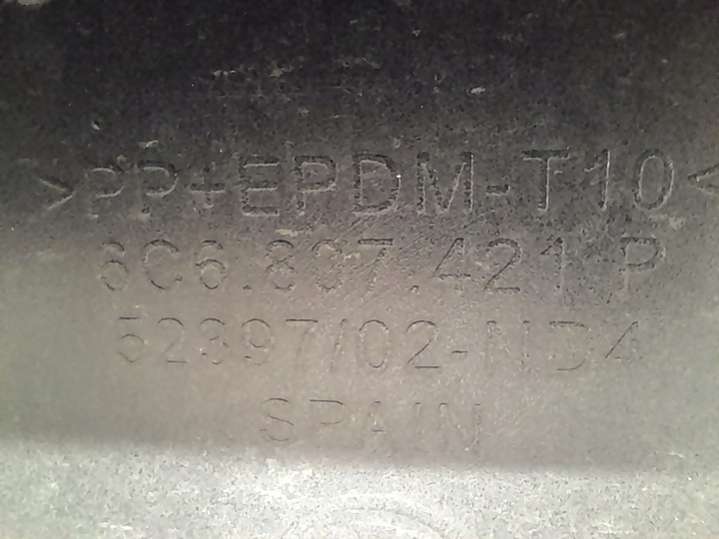 >PP+EPDM-T10<
6C6.807.421 P
52397/02-ND4
SPAIN